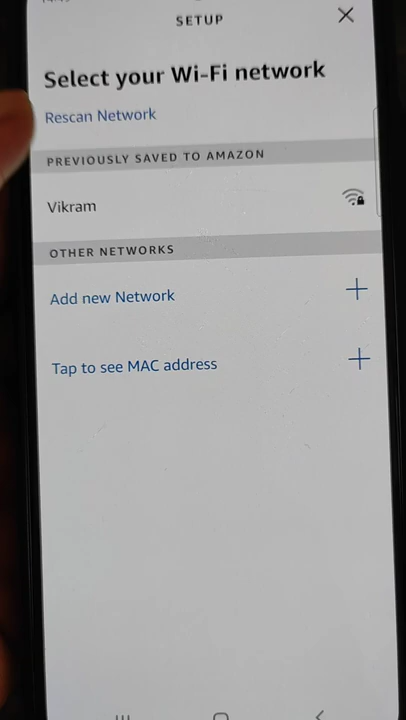 SETUP
Select your Wi-Fi network
Rescan Network
PREVIOUSLY SAVED TO AMAZON
Vikram
OTHER NETWORKS
Add new Network
Tap to see MAC address